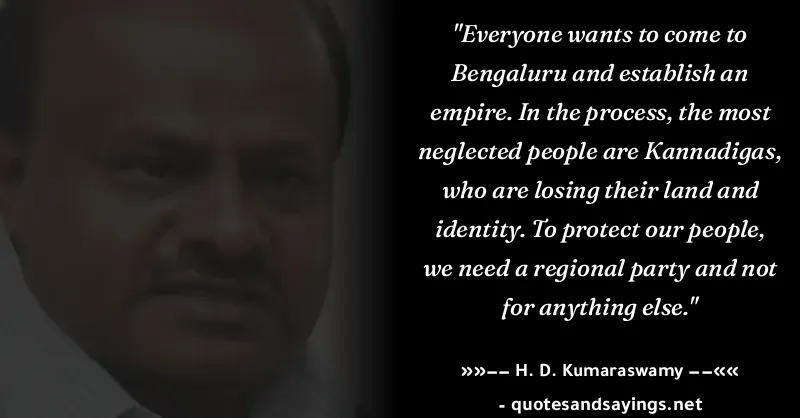 "Everyone wants to come to
Bengaluru and establish an
empire. In the process, the most
neglected people are Kannadigas,
who are losing their land and
identity. To protect our people,
we need a regional party and not
for anything else."
»»–– H. D. Kumaraswamy ––««
- quotesandsayings.net